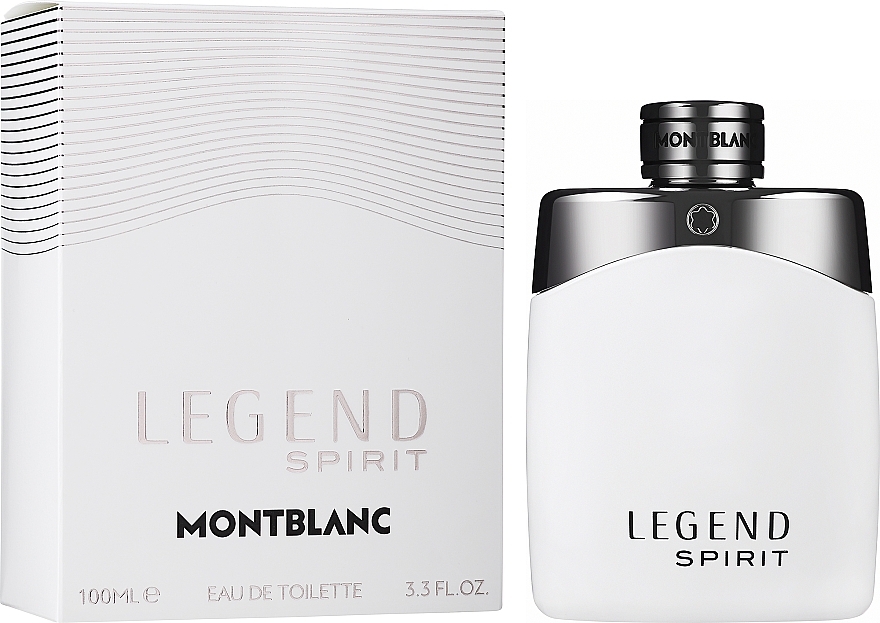 LEGEND
SPIRIT
MONTBLANC
100ML ℮ EAU DE TOILETTE 3.3 FL.OZ.
MONTBLANC
LEGEND
SPIRIT